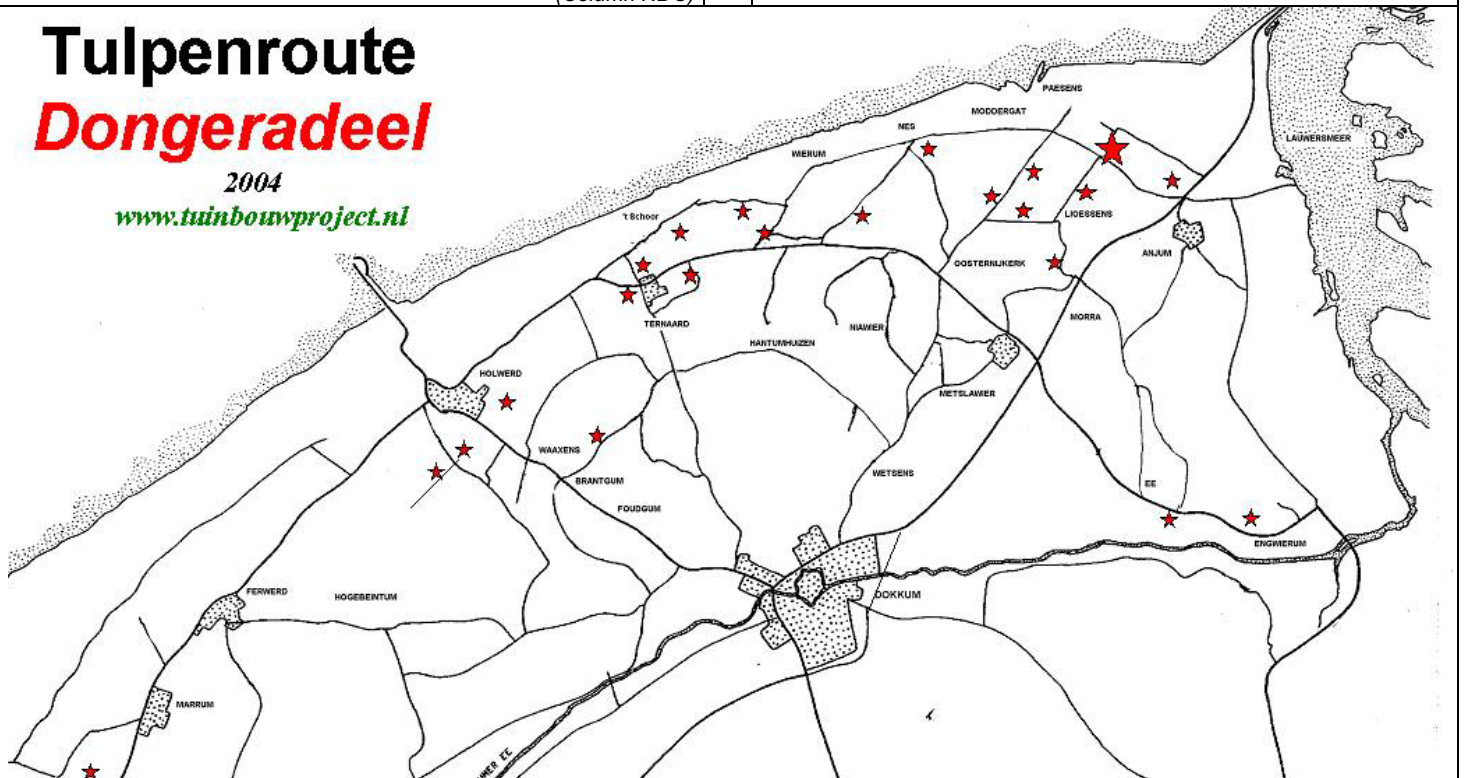 Tulpenroute
Dongeradeel
2004
www.tuinbouwproject.nl
PAESENS
MODDERGAT
NES
LAUWERSMEER
WIERUM
't Schoor
LIOESSENS
ANJUM
OOSTERNIJKERK
MORRA
TERNAARD
NIAWIER
HANTUMHUIZEN
HOLWERD
METSLAWIER
WAAXENS
BRANTGUM
WETSENS
EE
FOUDGUM
ENGWIERUM
FERWERD
HOGEBEINTUM
DOKKUM
MARRUM